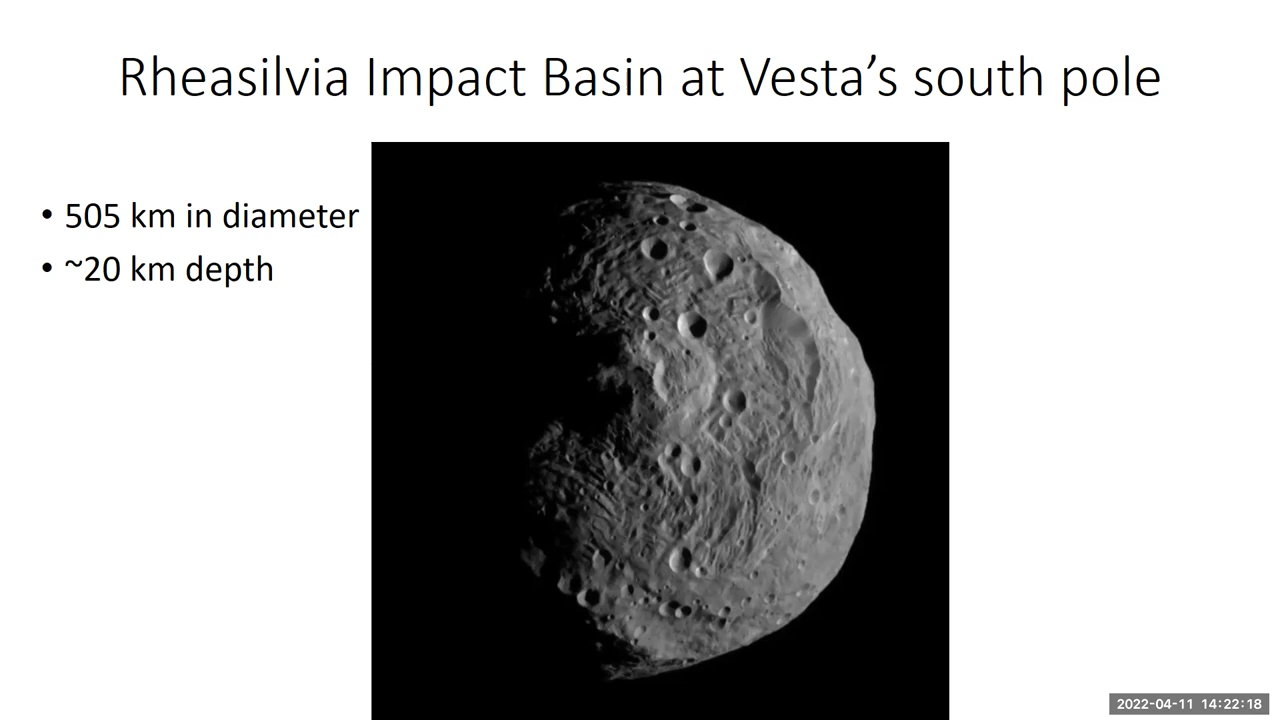 Rheasilvia Impact Basin at Vesta’s south pole
• 505 km in diameter
• ~20 km depth
2022-04-11 14:22:18